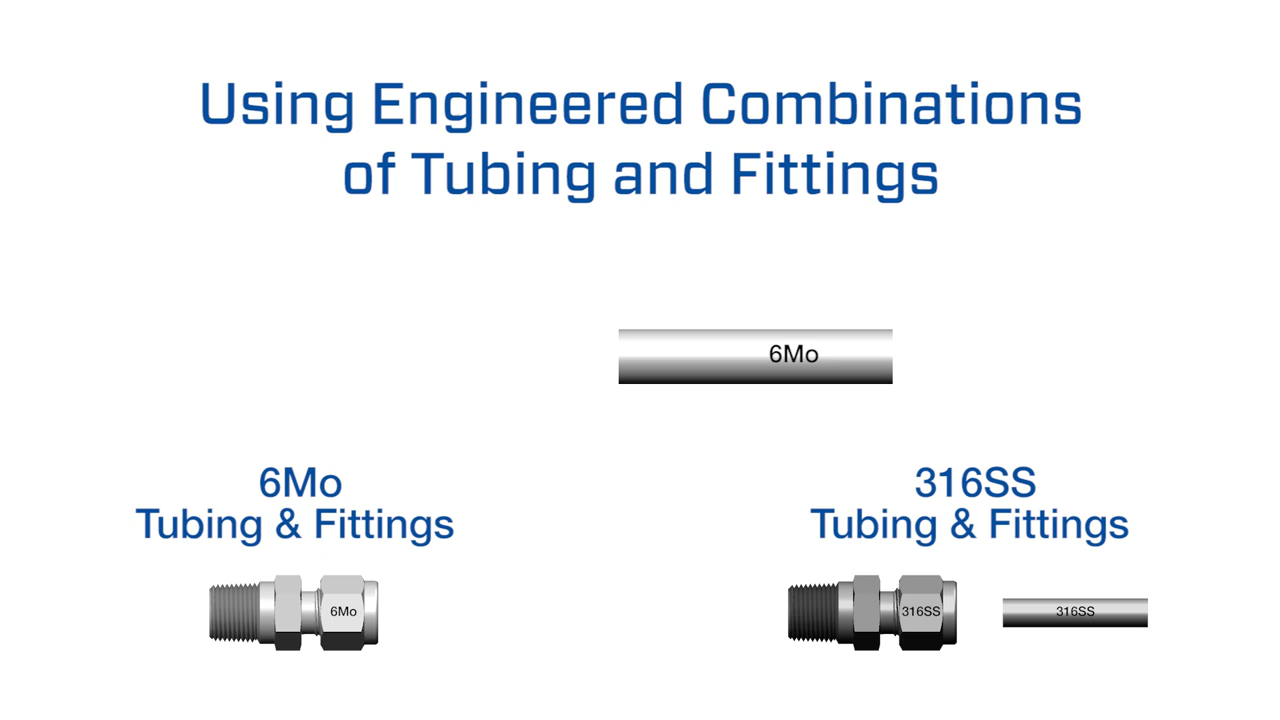 Using Engineered Combinations
of Tubing and Fittings
6Mo
6Mo
Tubing & Fittings
6Mo
316SS
Tubing & Fittings
316SS
316SS